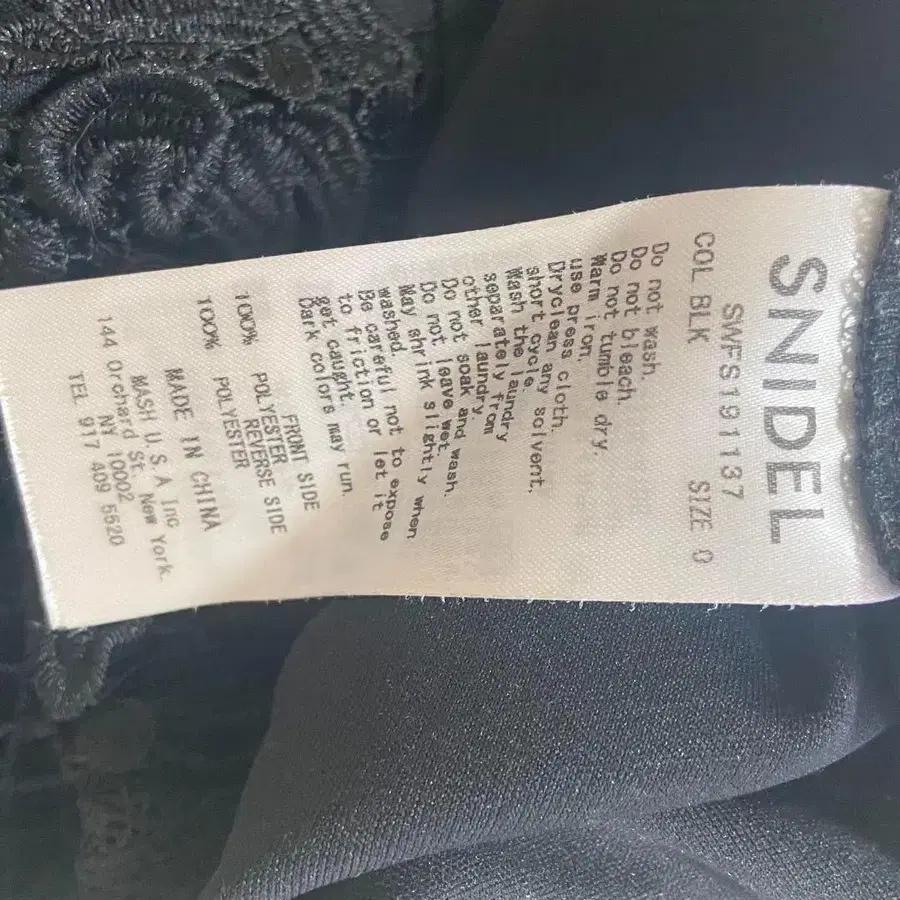 SNIDEL
SWFS191137
COL BLK SIZE 0
Do not wash.
Do not bleach.
Do not tumble dry.
Warm iron.
use press cloth.
Dryclean any solvent,
short cycle.
Wash the laundry
separately from
other laundry.
Do not soak and wash.
Do not leave wet.
May shrink slightly when
washed.
Be careful not to expose
to friction or let it
get caught.
Dark colors may run.
FRONT SIDE
100% POLYESTER
REVERSE SIDE
100% POLYESTER
MADE IN CHINA
MASH U.S.A Inc
144 Orchard St. New York.
NY 10002
TEL 917 409 5520